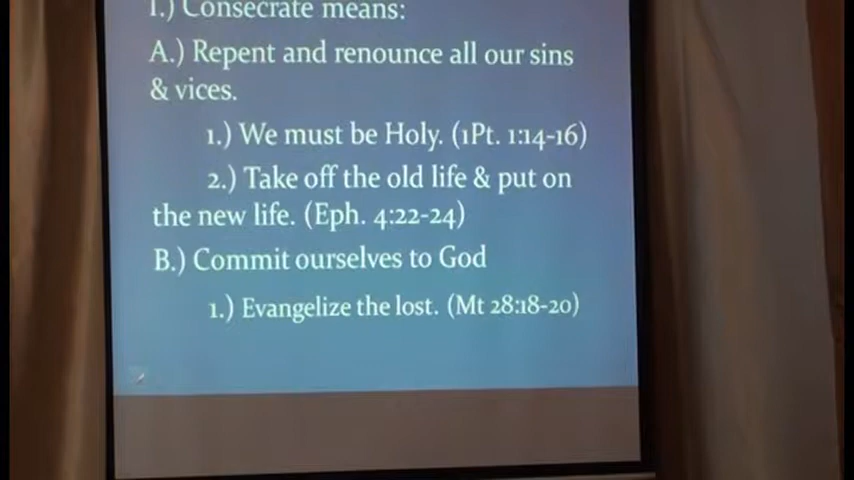 1.) Consecrate means:
A.) Repent and renounce all our sins
& vices.
1.) We must be Holy. (1Pt. 1:14-16)
2.) Take off the old life & put on
the new life. (Eph. 4:22-24)
B.) Commit ourselves to God
1.) Evangelize the lost. (Mt 28:18-20)